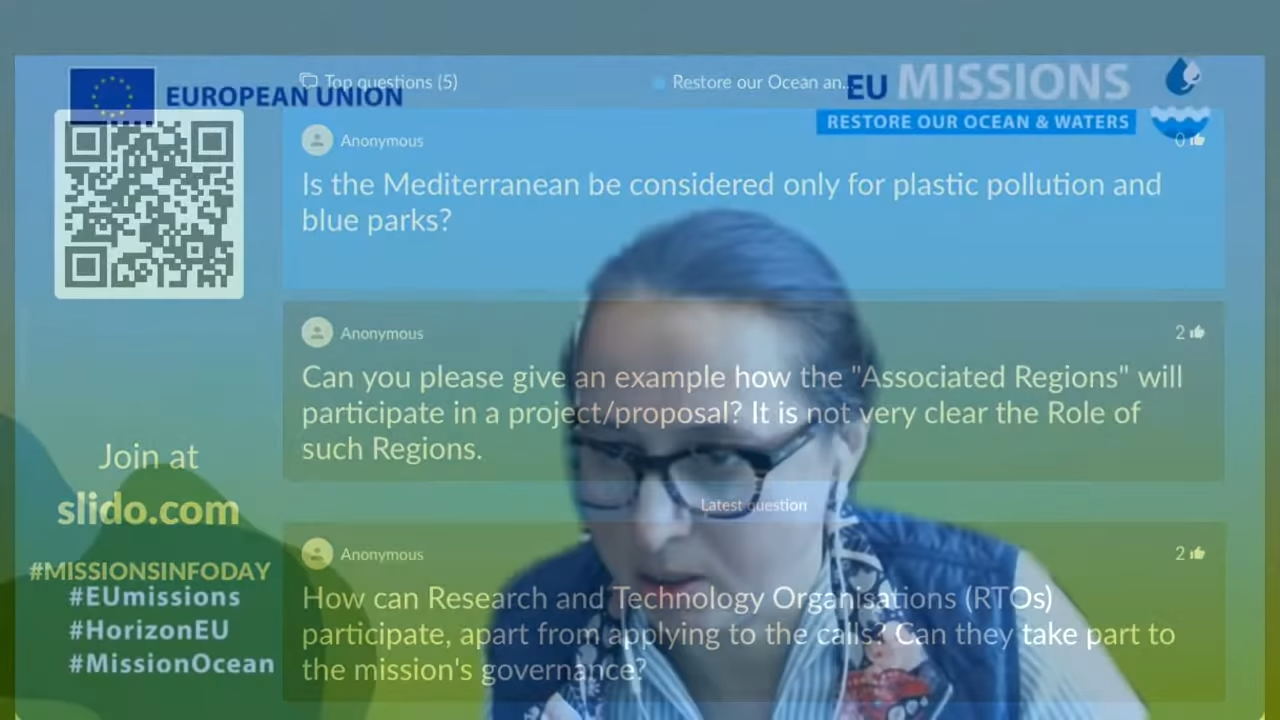 Top questions (5)
Restore our Ocean an...
EUROPEAN UNION
EU MISSIONS
RESTORE OUR OCEAN & WATERS
Anonymous
0
Is the Mediterranean be considered only for plastic pollution and
blue parks?
Anonymous
2
Can you please give an example how the "Associated Regions" will
participate in a project/proposal? It is not very clear the Role of
such Regions.
Join at
slido.com
#MISSIONSINFODAY
#EUmissions
#HorizonEU
#MissionOcean
Latest question
Anonymous
2
How can Research and Technology Organisations (RTOs)
participate, apart from applying to the calls? Can they take part to
the mission's governance?